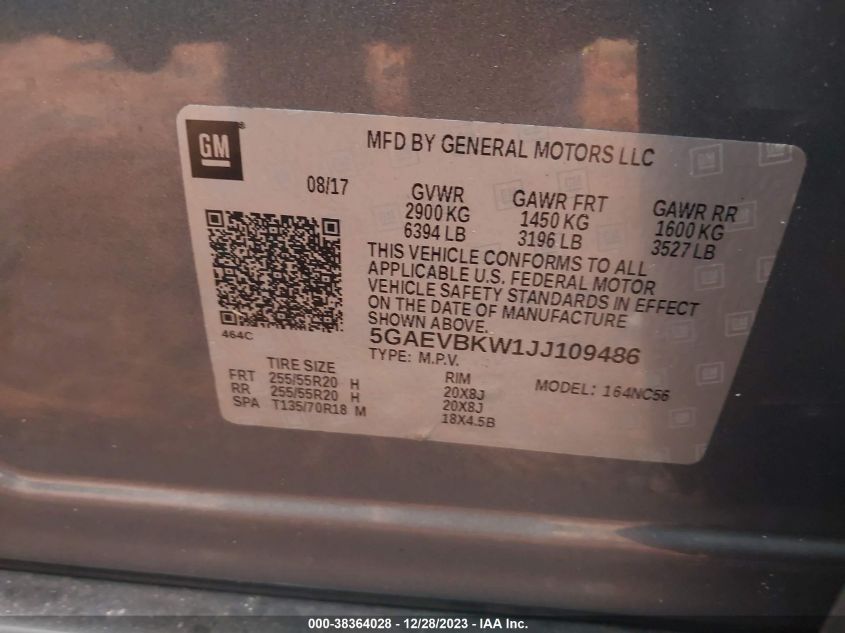 GM
MFD BY GENERAL MOTORS LLC
08/17
GVWR
2900 KG
6394 LB
GAWR FRT
1450 KG
3196 LB
GAWR RR
1600 KG
3527 LB
THIS VEHICLE CONFORMS TO ALL
APPLICABLE U.S. FEDERAL MOTOR
VEHICLE SAFETY STANDARDS IN EFFECT
ON THE DATE OF MANUFACTURE
SHOWN ABOVE.
464C
5GAEVBKW1JJ109486
TYPE: M.P.V.
MODEL: 164NC56
TIRE SIZE
RIM
FRT 255/55R20 H
20X8J
RR 255/55R20 H
20X8J
SPA T135/70R18 M
18X4.5B
000-38364028 - 12/28/2023 - IAA Inc.